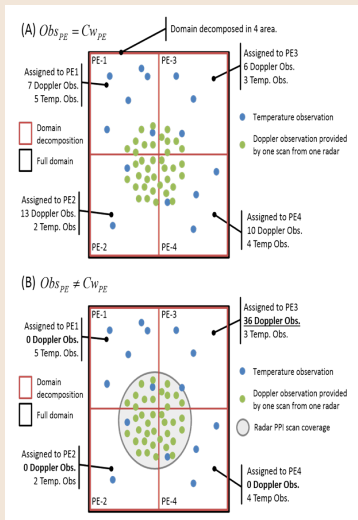 (A) Obs_PE = Cw_PE
Domain decomposed in 4 area.
PE-1
PE-3
Assigned to PE1
7 Doppler Obs.
5 Temp. Obs.
Assigned to PE3
6 Doppler Obs.
3 Temp. Obs.
Domain
decomposition
Full domain
Temperature observation
Doppler observation provided
by one scan from one radar
Assigned to PE2
13 Doppler Obs.
2 Temp. Obs.
Assigned to PE4
10 Doppler Obs.
4 Temp. Obs.
PE-2
PE-4
(B) Obs_PE ≠ Cw_PE
PE-1
PE-3
Assigned to PE1
0 Doppler Obs.
5 Temp. Obs.
Assigned to PE3
36 Doppler Obs.
3 Temp. Obs.
Domain
decomposition
Full domain
Temperature observation
Doppler observation provided
by one scan from one radar
Radar PPI scan coverage
Assigned to PE2
0 Doppler Obs.
2 Temp. Obs.
Assigned to PE4
0 Doppler Obs.
4 Temp. Obs.
PE-2
PE-4